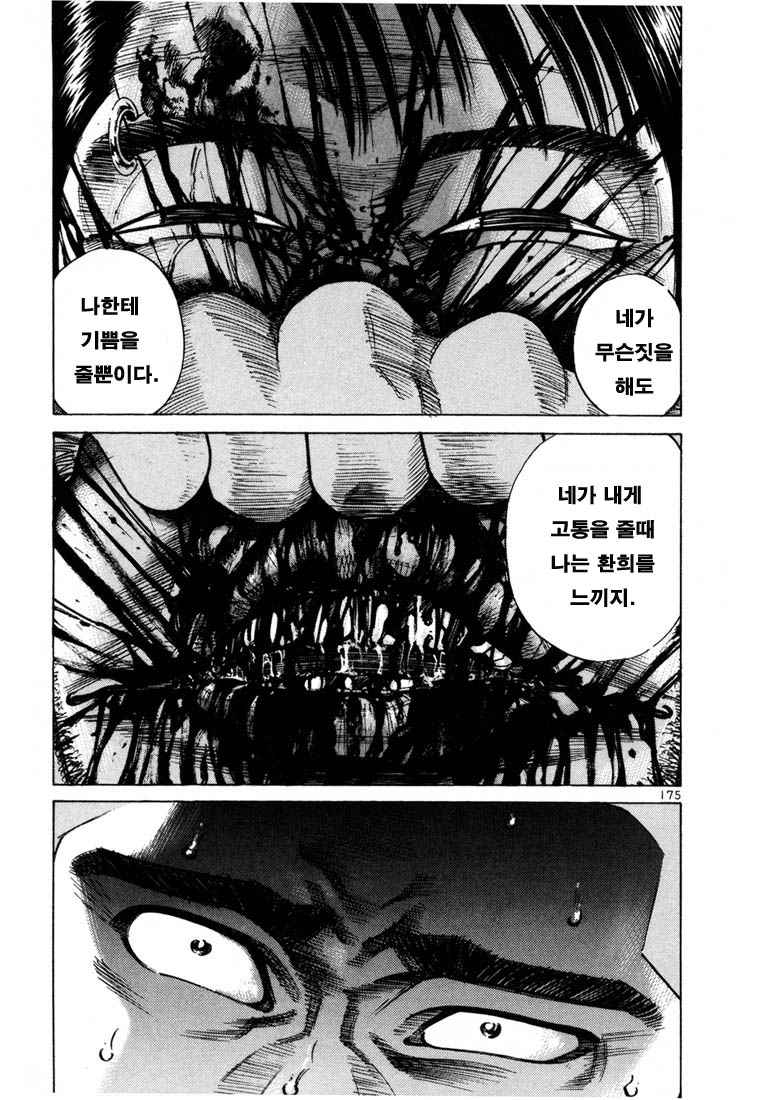 네가
무슨짓을
해도
나한테
기쁨을
줄뿐이다.
네가 내게
고통을 줄때
나는 환희를
느끼지.
175